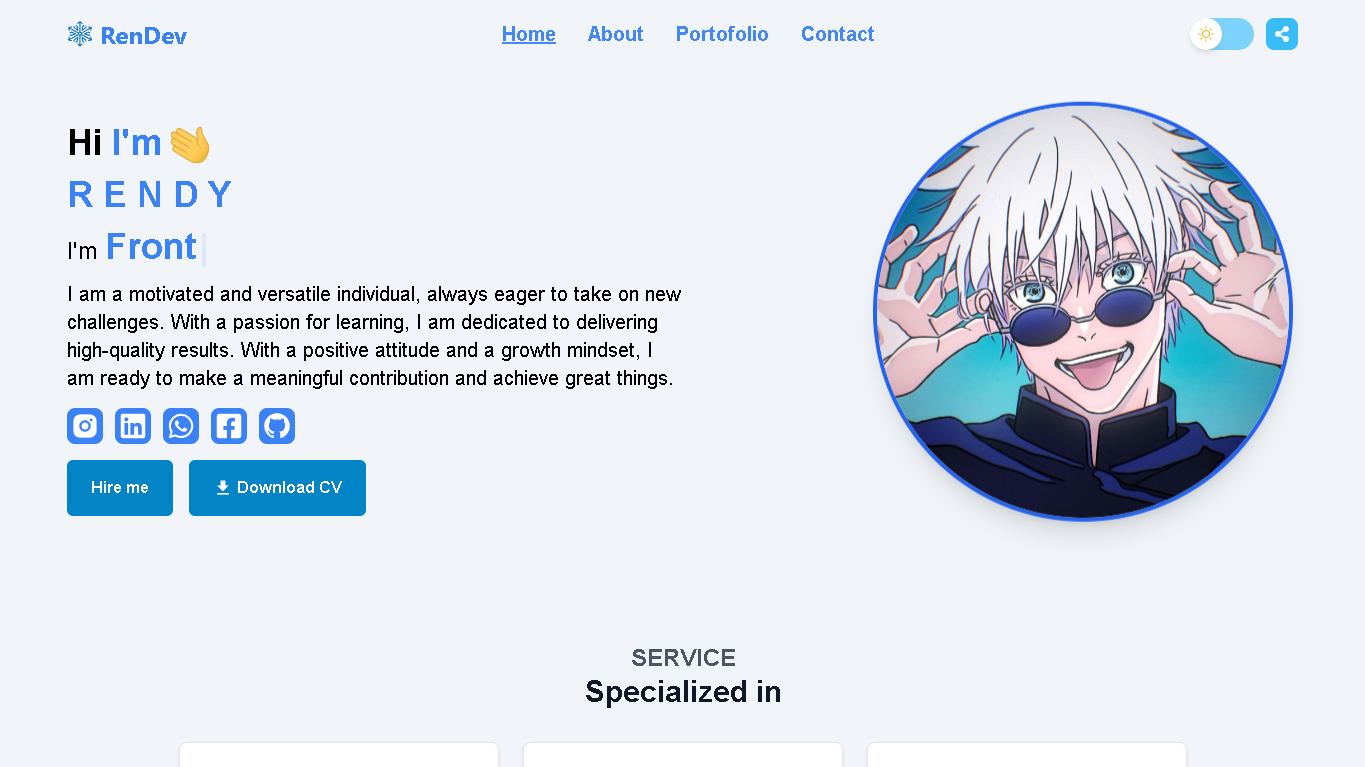 RenDev
Home About Portofolio Contact
Hi I'm 👋
R E N D Y
I'm Front
I am a motivated and versatile individual, always eager to take on new
challenges. With a passion for learning, I am dedicated to delivering
high-quality results. With a positive attitude and a growth mindset, I
am ready to make a meaningful contribution and achieve great things.
Hire me
Download CV
SERVICE
Specialized in